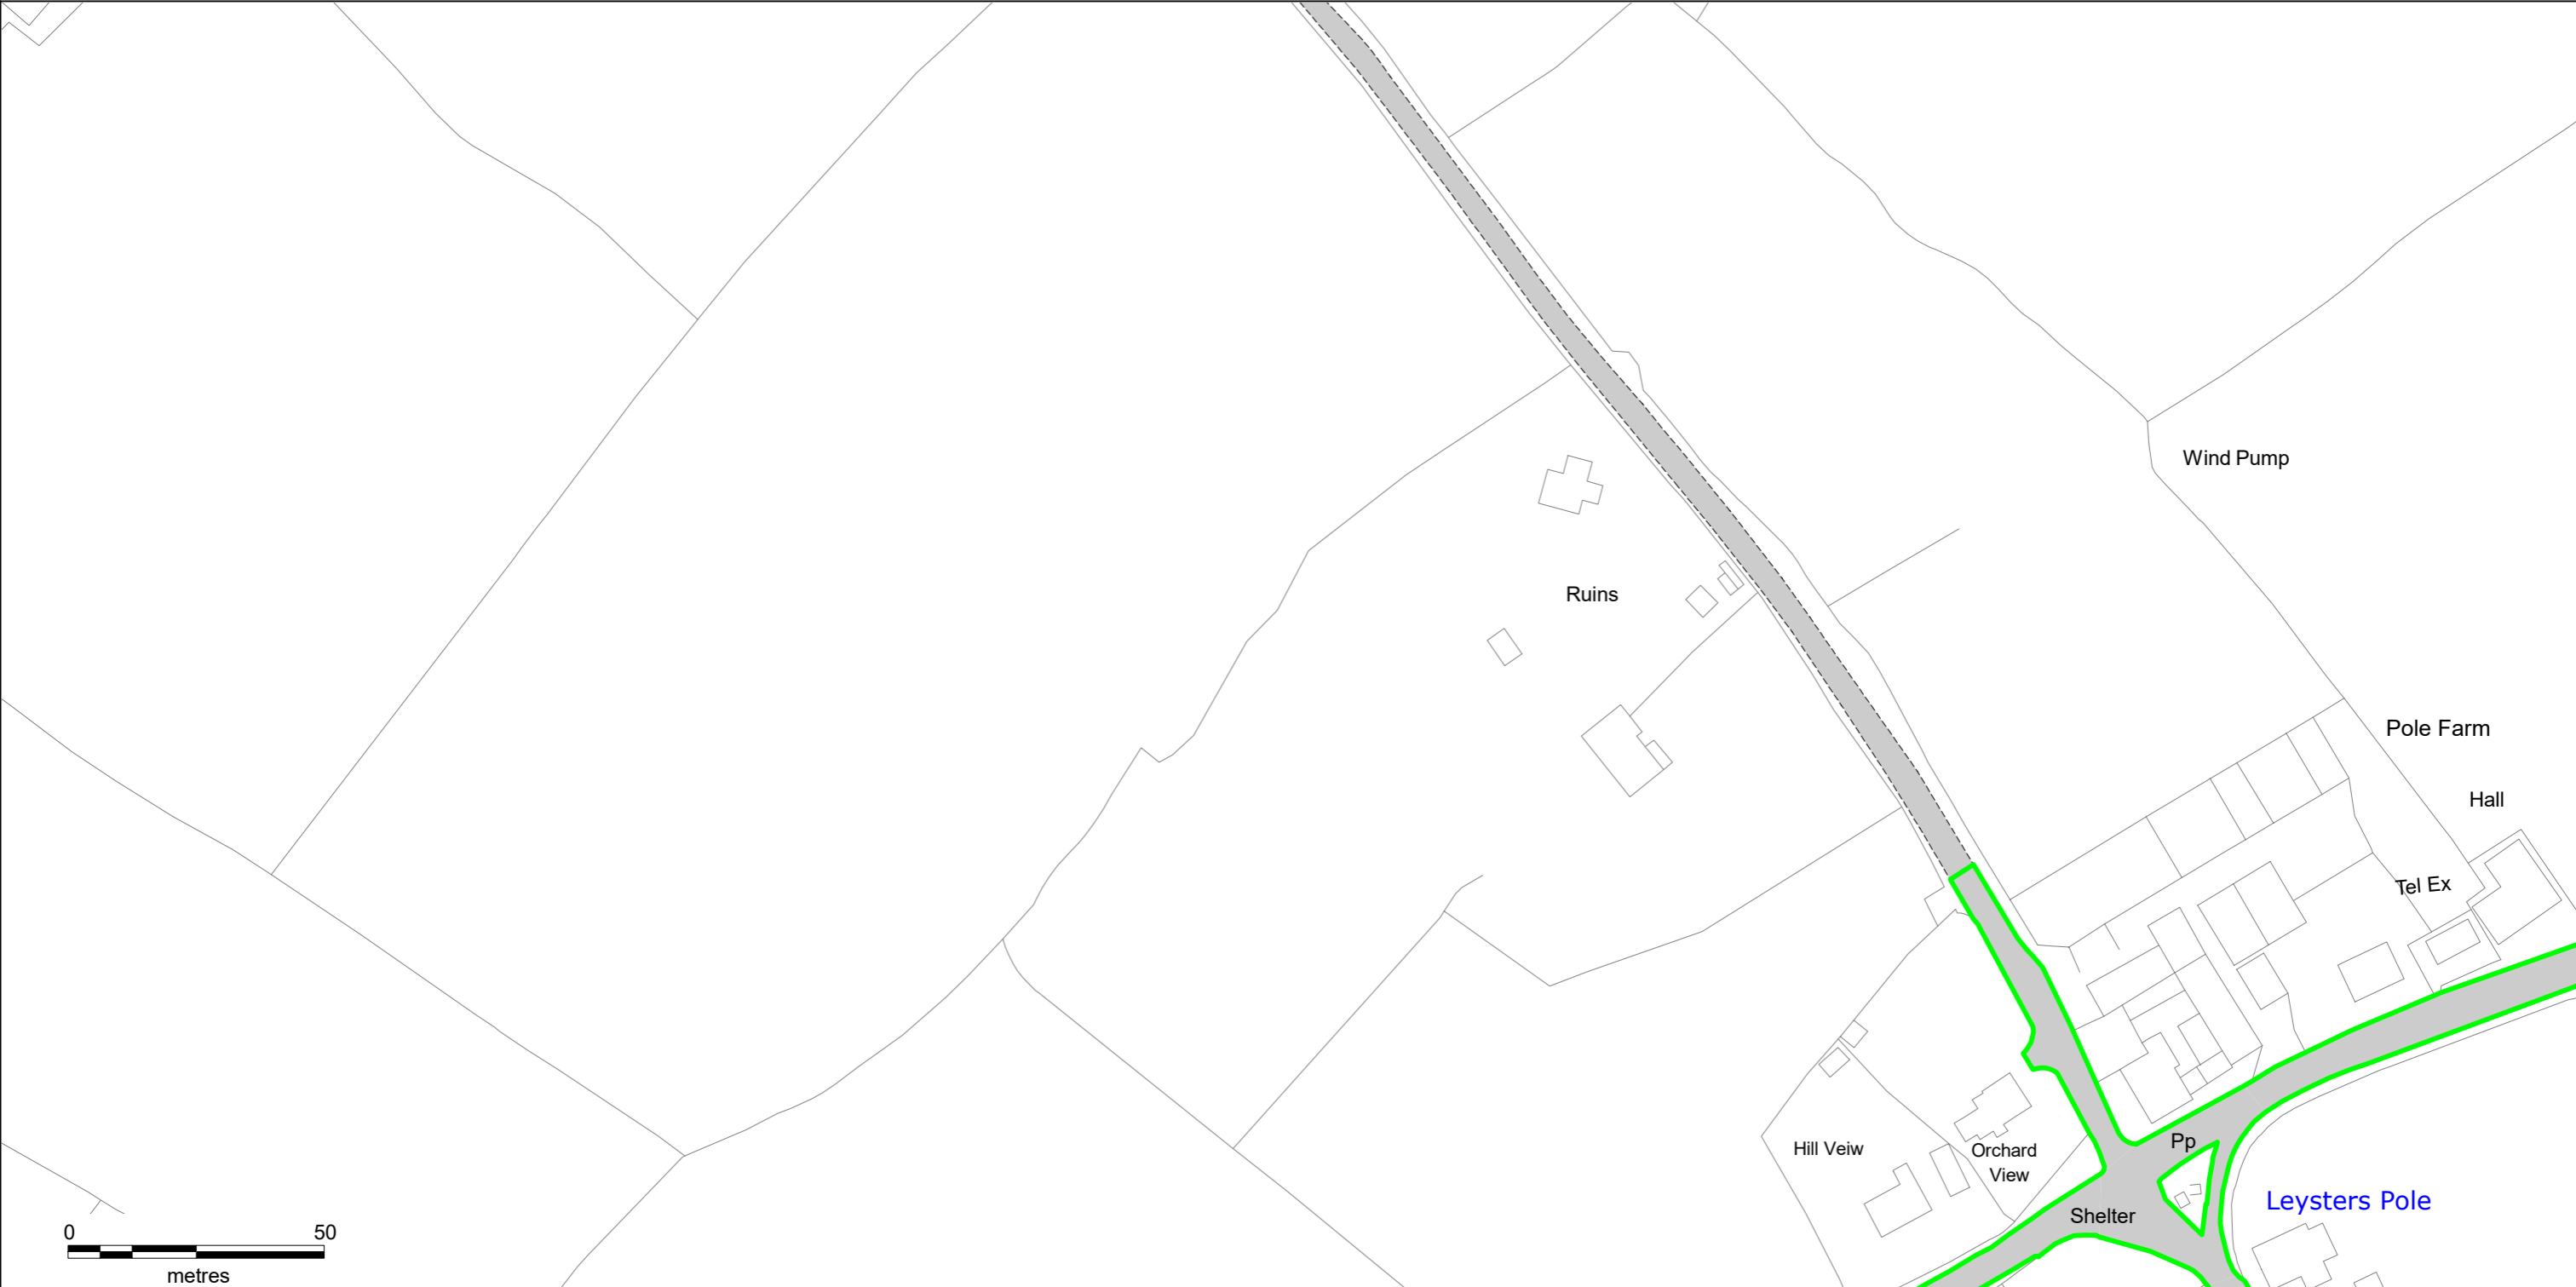 Wind Pump
Ruins
Pole Farm
Hall
Tel Ex
Pp
Hill Veiw
Orchard
View
Leysters Pole
Shelter
0 50
metres